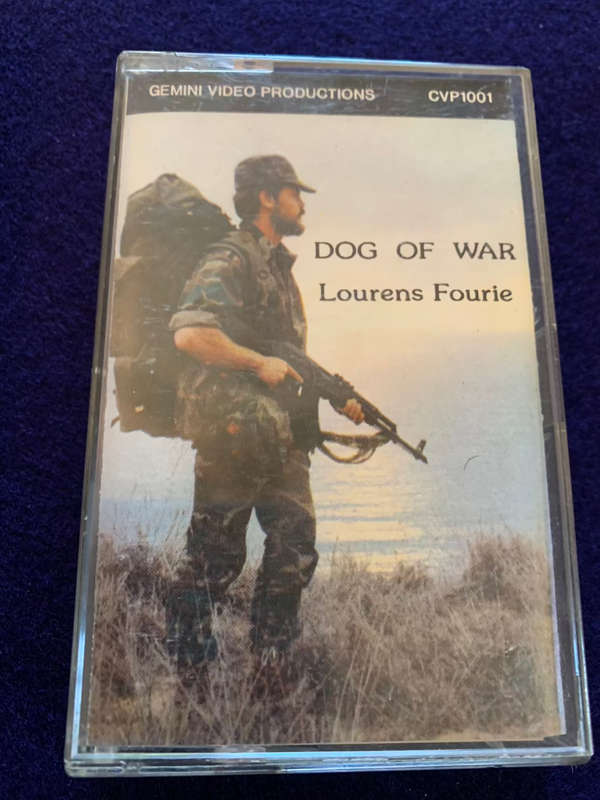 GEMINI VIDEO PRODUCTIONS CVP1001
DOG OF WAR
Lourens Fourie